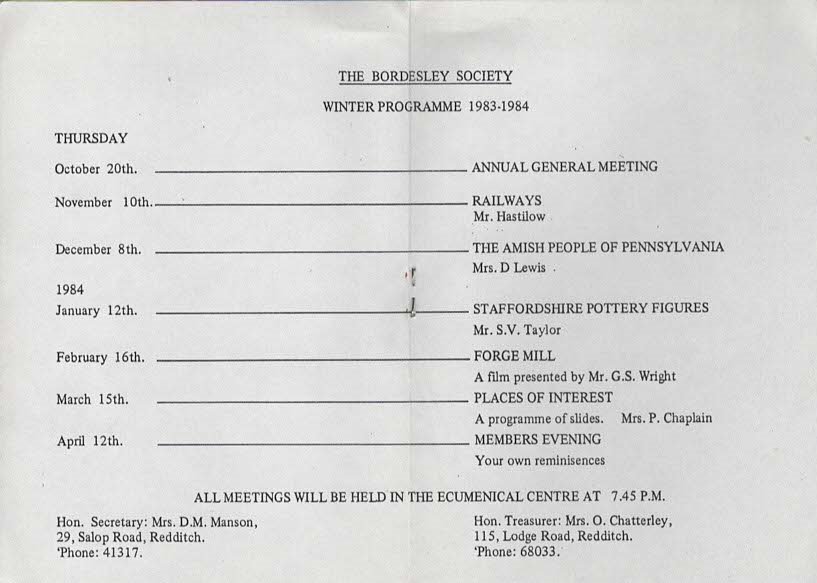 THE BORDESLEY SOCIETY
WINTER PROGRAMME 1983-1984
THURSDAY
October 20th. ANNUAL GENERAL MEETING
November 10th. RAILWAYS
Mr. Hastilow
December 8th. THE AMISH PEOPLE OF PENNSYLVANIA
Mrs. D Lewis .
1984
January 12th. STAFFORDSHIRE POTTERY FIGURES
Mr. S.V. Taylor
February 16th. FORGE MILL
A film presented by Mr. G.S. Wright
March 15th. PLACES OF INTEREST
A programme of slides. Mrs. P. Chaplain
April 12th. MEMBERS EVENING
Your own reminisences
ALL MEETINGS WILL BE HELD IN THE ECUMENICAL CENTRE AT 7.45 P.M.
Hon. Secretary: Mrs. D.M. Manson,
29, Salop Road, Redditch.
'Phone: 41317.
Hon. Treasurer: Mrs. O. Chatterley,
115, Lodge Road, Redditch.
'Phone: 68033.